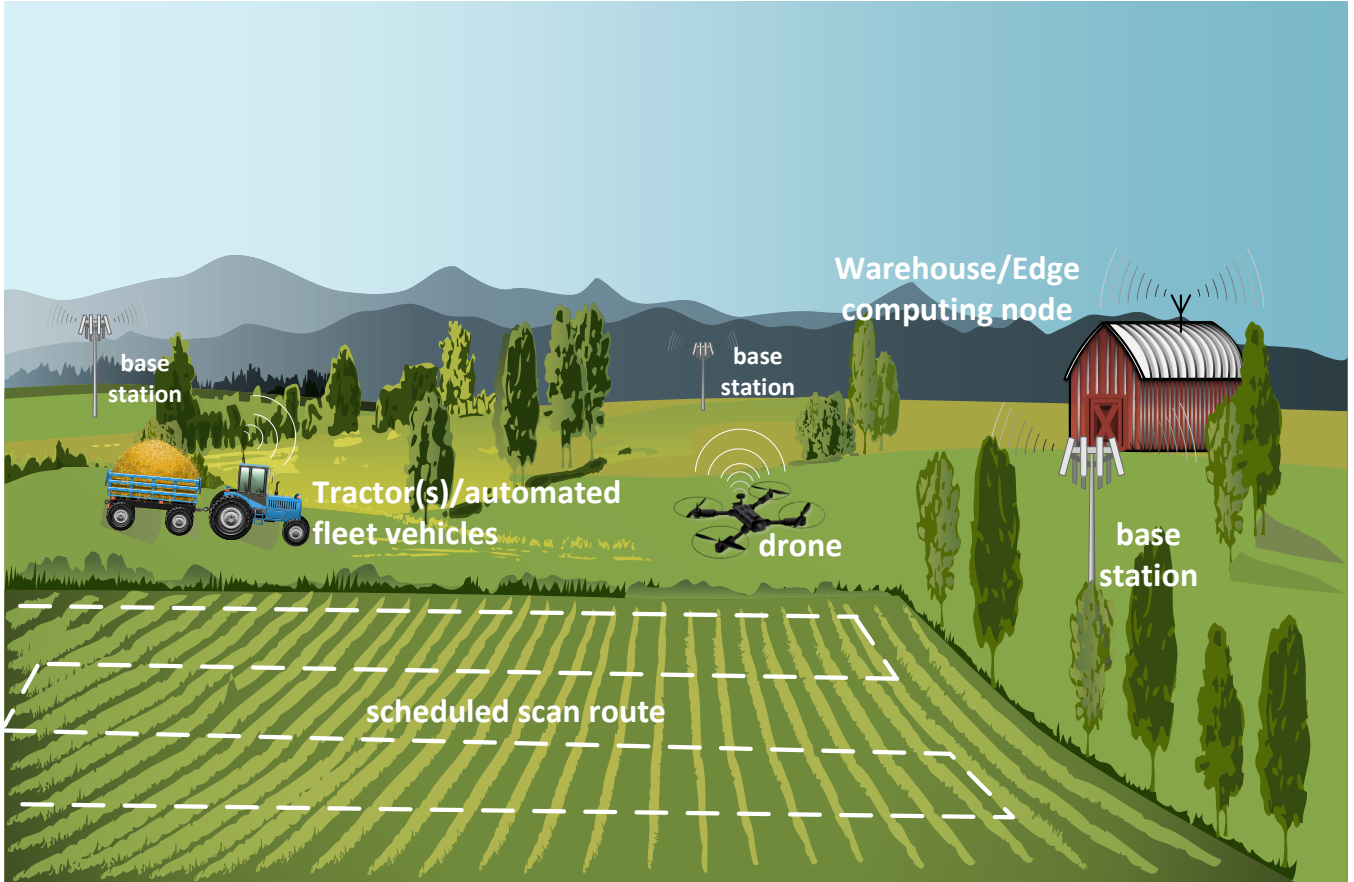 Warehouse/Edge
computing node
base
station
base
station
Tractor(s)/automated
fleet vehicles
drone
base
station
scheduled scan route